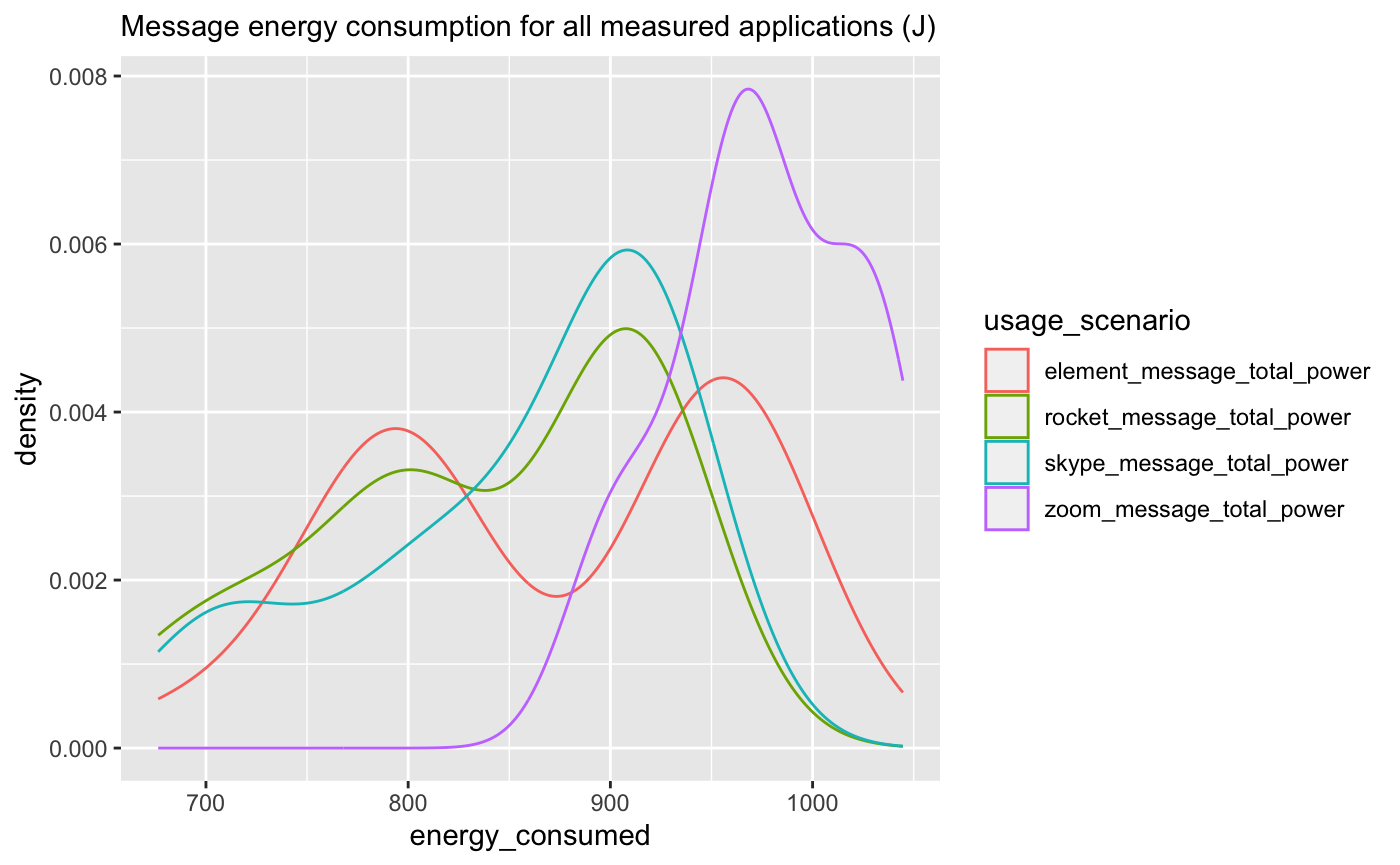 Message energy consumption for all measured applications (J)
0.008
0.006
0.004
0.002
0.000
density
700 800 900 1000
energy_consumed
usage_scenario
element_message_total_power
rocket_message_total_power
skype_message_total_power
zoom_message_total_power